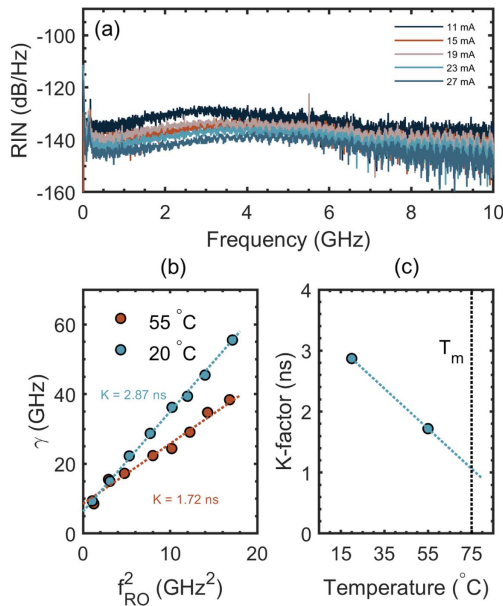 (a)
RIN (dB/Hz)
-100
-120
-140
-160
11 mA
15 mA
19 mA
23 mA
27 mA
0 2 4 6 8 10
Frequency (GHz)
(b)
γ (GHz)
60
40
20
0
55 °C
20 °C
K = 2.87 ns
K = 1.72 ns
0 10 20
f²RO (GHz²)
(c)
K-factor (ns)
4
3
2
1
0
Tm
15 35 55 75
Temperature (°C)